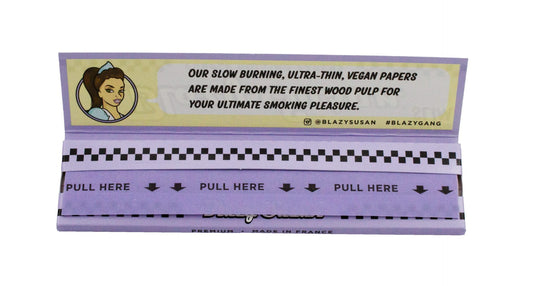 OUR SLOW BURNING, ULTRA-THIN, VEGAN PAPERS
ARE MADE FROM THE FINEST WOOD PULP FOR
YOUR ULTIMATE SMOKING PLEASURE.
@BLAZYSUSAN #BLAZYGANG
PULL HERE PULL HERE PULL HERE
PREMIUM • MADE IN FRANCE